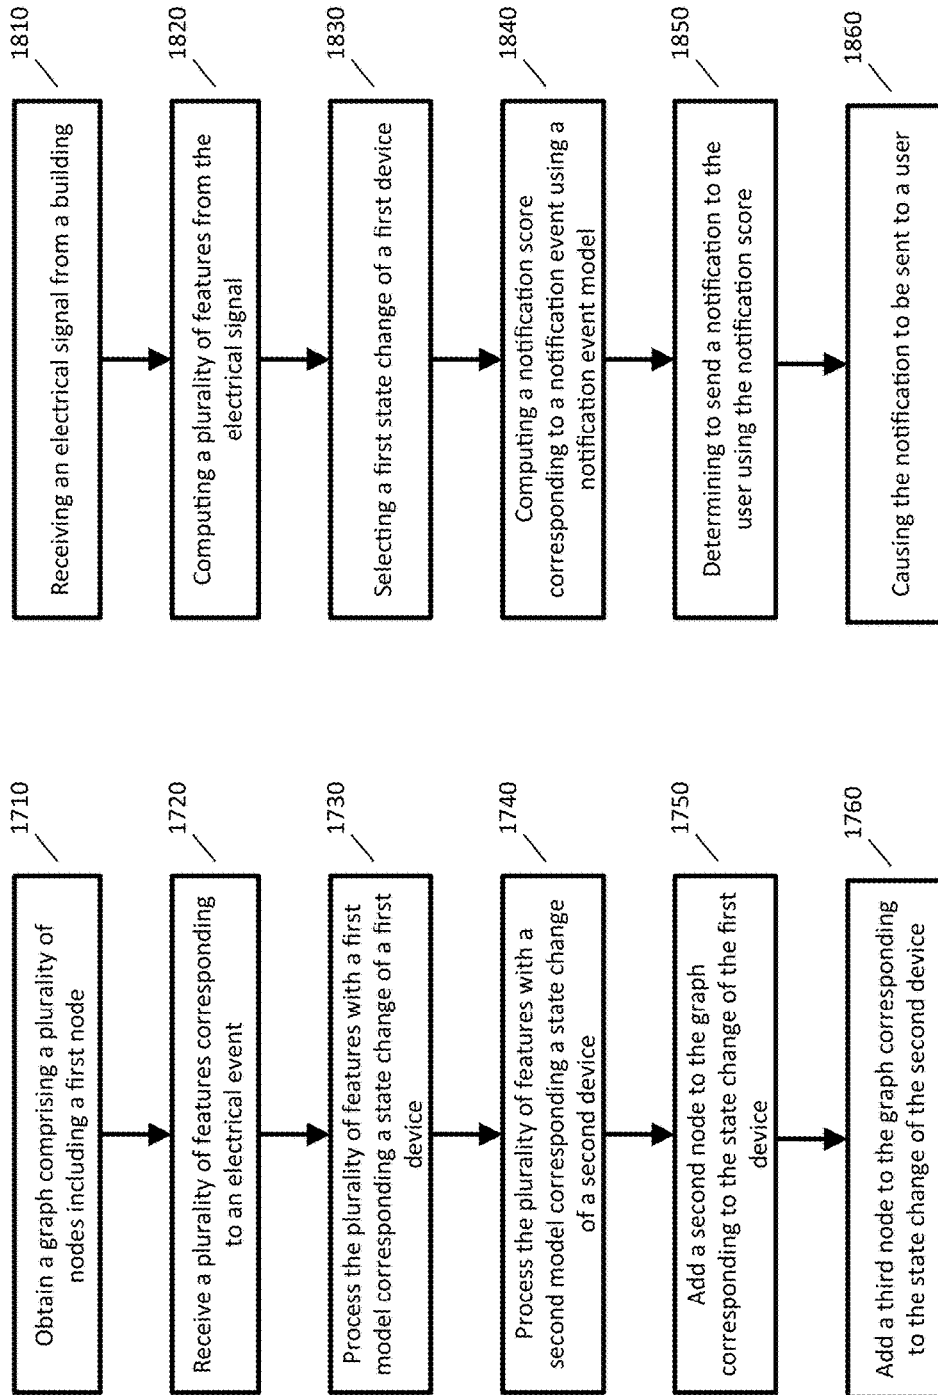 1710
Obtain a graph comprising a plurality of
nodes including a first node
1720
Receive a plurality of features corresponding
to an electrical event
1730
Process the plurality of features with a first
model corresponding a state change of a first
device
1740
Process the plurality of features with a
second model corresponding a state change
of a second device
1750
Add a second node to the graph
corresponding to the state change of the first
device
1760
Add a third node to the graph corresponding
to the state change of the second device
1810
Receiving an electrical signal from a building
1820
Computing a plurality of features from the
electrical signal
1830
Selecting a first state change of a first device
1840
Computing a notification score
corresponding to a notification event using a
notification event model
1850
Determining to send a notification to the
user using the notification score
1860
Causing the notification to be sent to a user